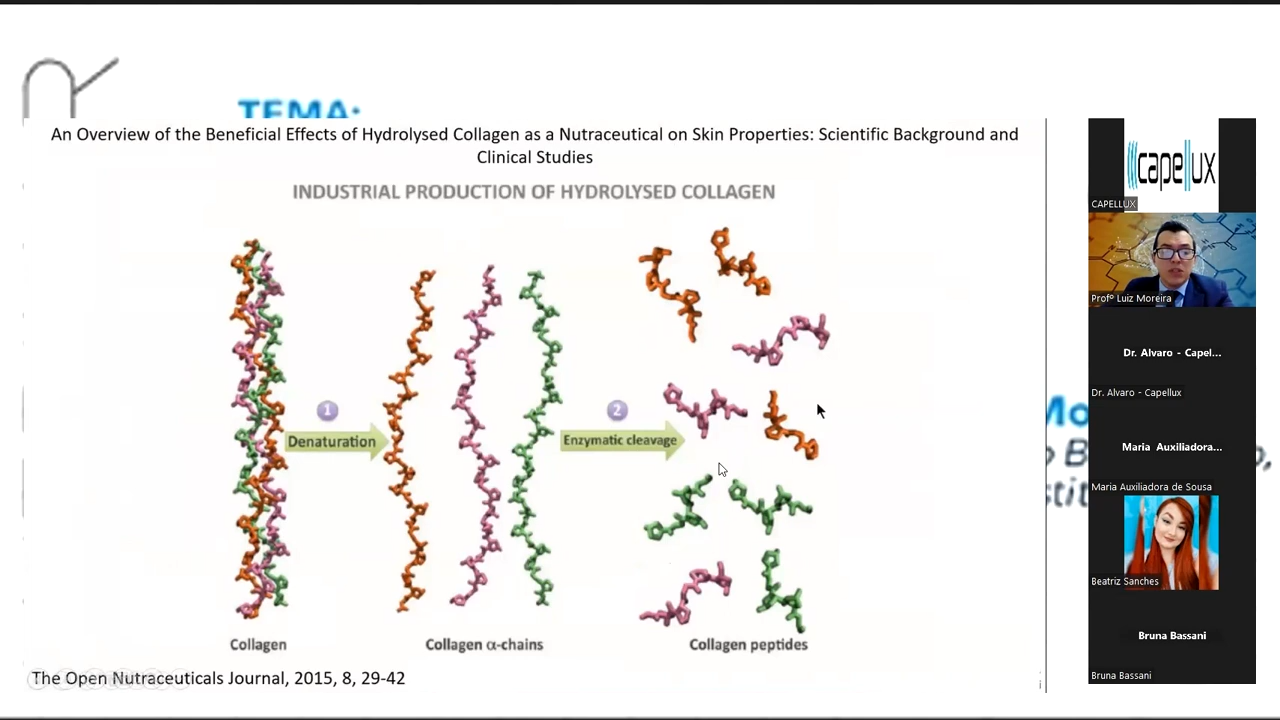 TEMA:
An Overview of the Beneficial Effects of Hydrolysed Collagen as a Nutraceutical on Skin Properties: Scientific Background and
Clinical Studies
INDUSTRIAL PRODUCTION OF HYDROLYSED COLLAGEN
1
Denaturation
2
Enzymatic cleavage
Collagen
Collagen α-chains
Collagen peptides
The Open Nutraceuticals Journal, 2015, 8, 29-42
capellux
CAPELLUX
Profº Luiz Moreira
Dr. Alvaro - Capel...
Dr. Alvaro - Capellux
Maria Auxiliadora...
Maria Auxiliadora de Sousa
Beatriz Sanches
Bruna Bassani
Bruna Bassani